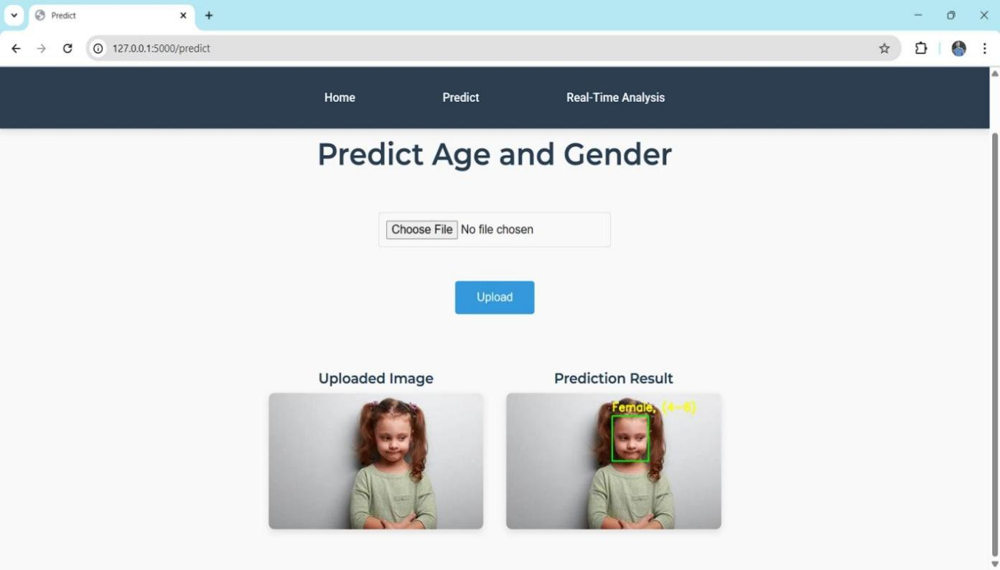 Predict
127.0.0.1:5000/predict
Home Predict Real-Time Analysis
Predict Age and Gender
Choose File No file chosen
Upload
Uploaded Image Prediction Result
Female, (4-6)